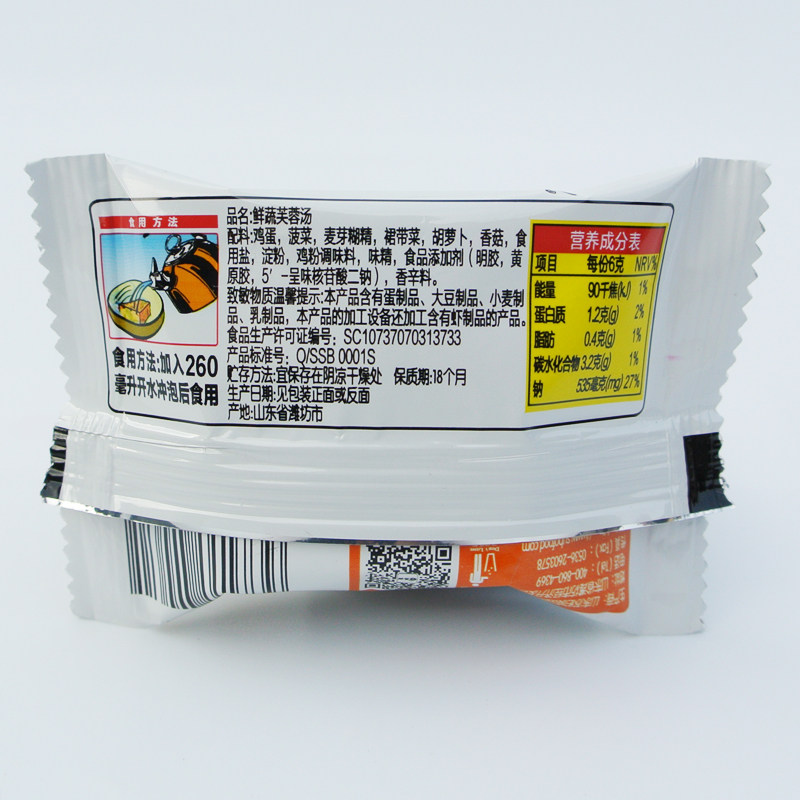 食用方法
食用方法:加入260
毫升开水冲泡后食用
品名:鲜蔬芙蓉汤
配料:鸡蛋，菠菜，麦芽糊精，裙带菜，胡萝卜，香菇，食
用盐，淀粉，鸡粉调味料，味精，食品添加剂（明胶，黄
原胶，5′-呈味核苷酸二钠），香辛料。
致敏物质温馨提示:本产品含有蛋制品、大豆制品、小麦制
品、乳制品，本产品的加工设备还加工含有虾制品的产品。
食品生产许可证编号：SC10737070313733
产品标准号：Q/SSB 0001S
贮存方法:宜保存在阴凉干燥处 保质期:18个月
生产日期:见包装正面或反面
产地:山东省潍坊市
营养成分表
项目 每份6克 NRV%
能量 90千焦(kJ) 1%
蛋白质 1.2克(g) 2%
脂肪 0.4克(g) 1%
碳水化合物 3.2克(g) 1%
钠 535毫克(mg) 27%
0536-2603578
400-860-4369